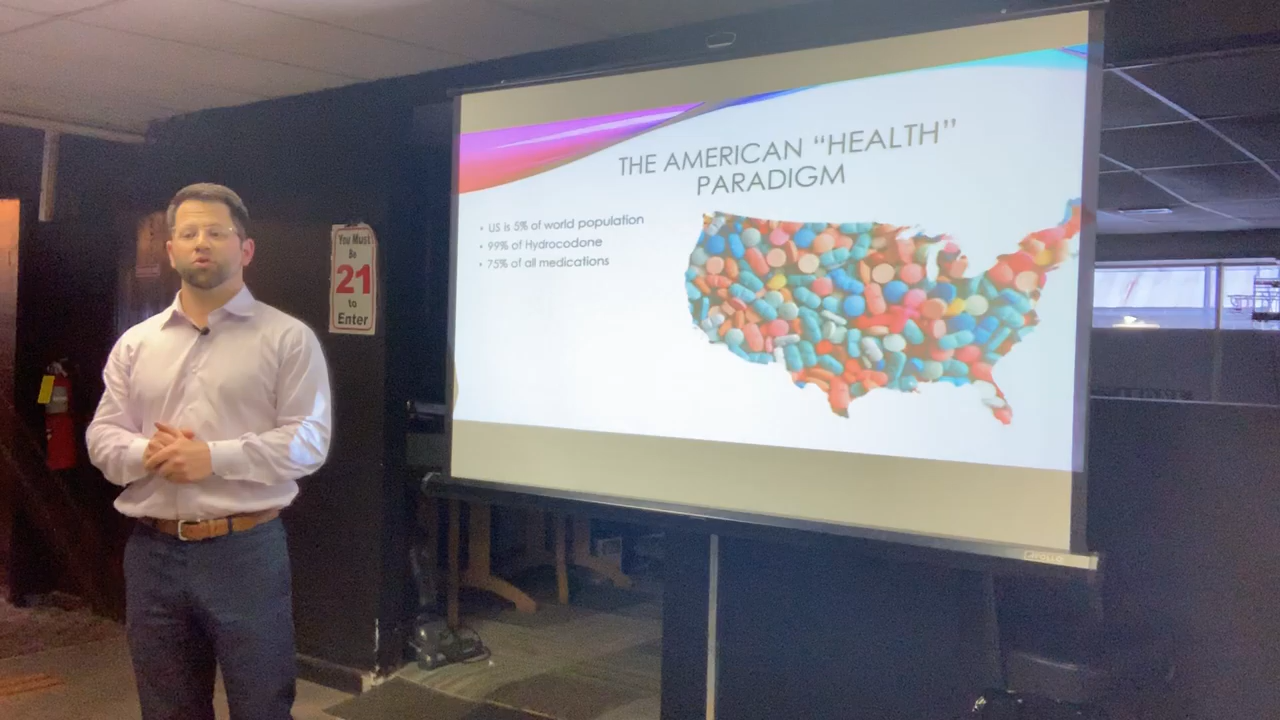 THE AMERICAN “HEALTH”
PARADIGM
• US is 5% of world population
• 99% of Hydrocodone
• 75% of all medications
You Must
Be
21
to
Enter
APOLLO